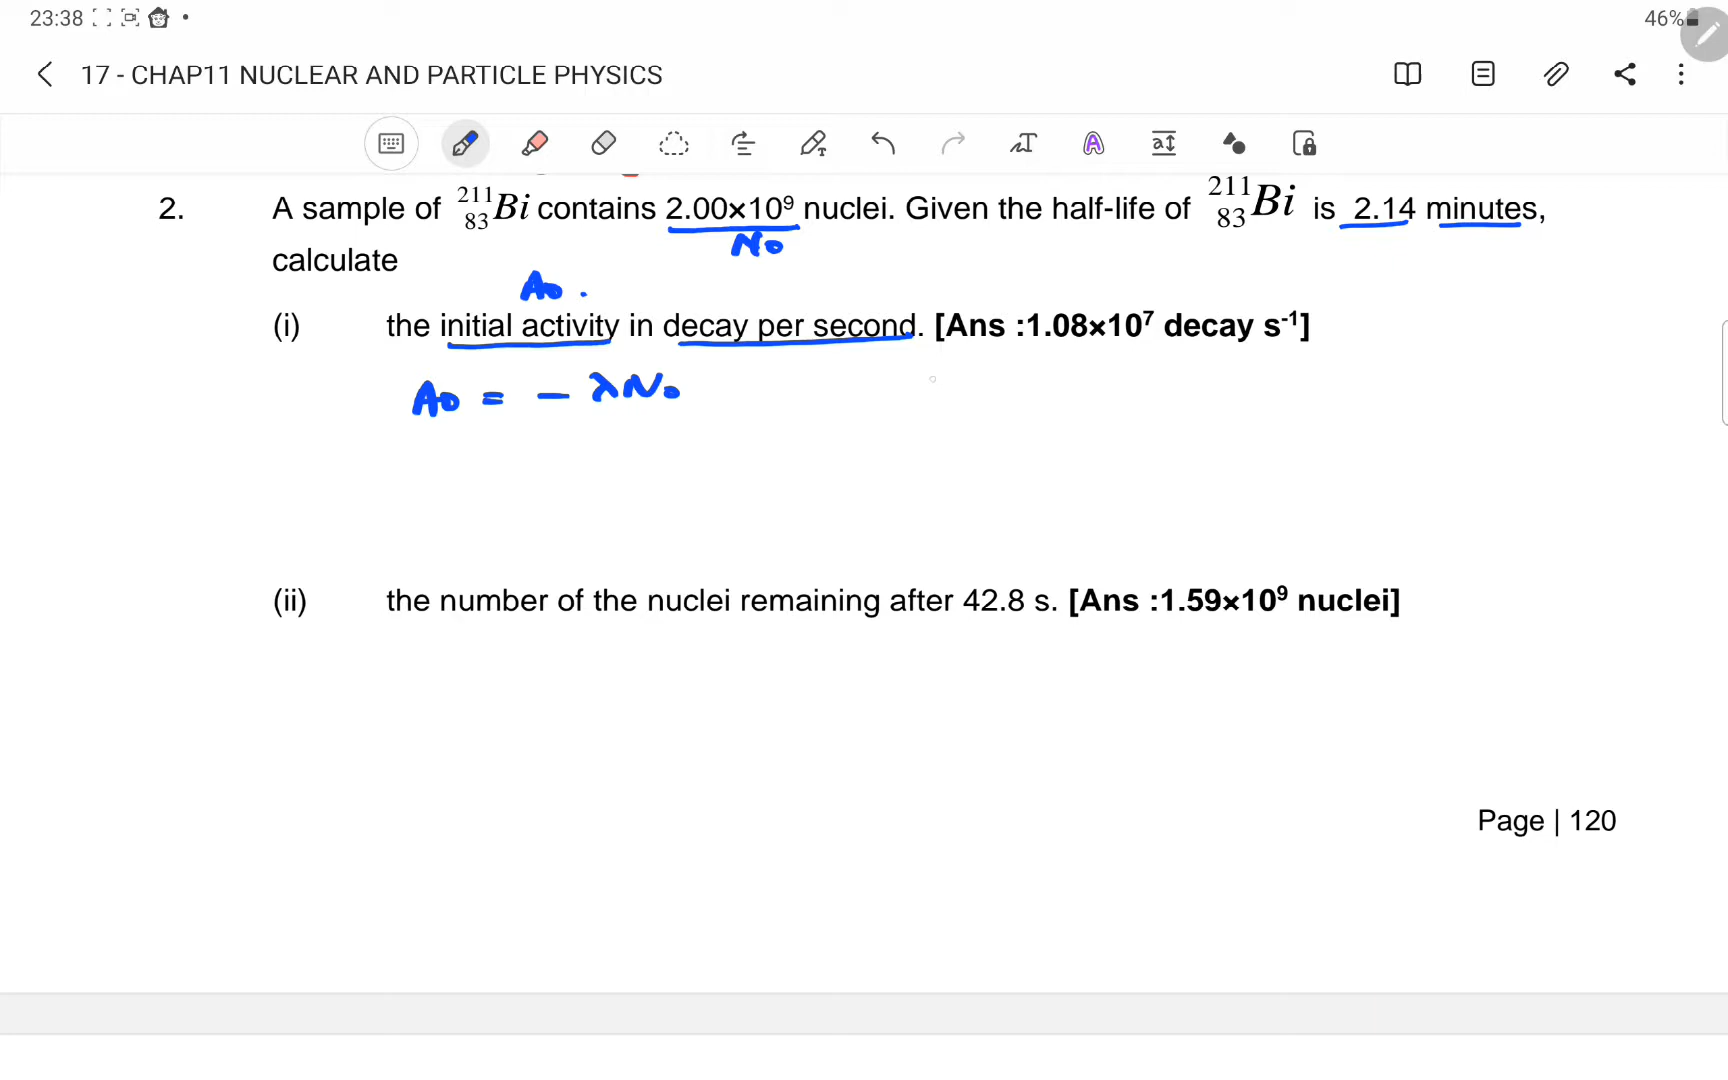 23:38
46%
17 - CHAP11 NUCLEAR AND PARTICLE PHYSICS
2. A sample of ²¹¹₈₃Bi contains 2.00×10⁹ nuclei. Given the half-life of ²¹¹₈₃Bi is 2.14 minutes,
N₀
calculate
A₀.
(i) the initial activity in decay per second. [Ans :1.08×10⁷ decay s⁻¹]
A₀ = - λN₀
(ii) the number of the nuclei remaining after 42.8 s. [Ans :1.59×10⁹ nuclei]
Page | 120